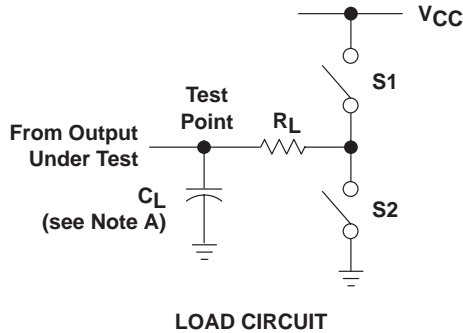 VCC
S1
Test
Point
RL
From Output
Under Test
CL
(see Note A)
S2
LOAD CIRCUIT